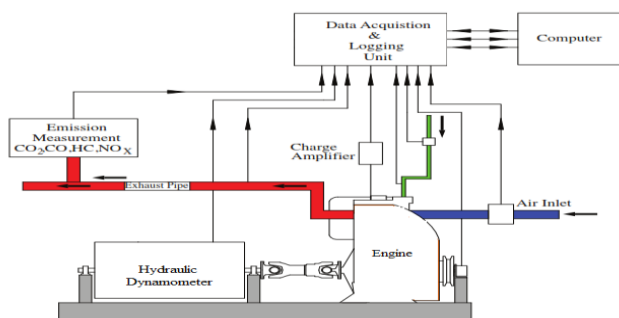 Data Acquistion
&
Logging
Unit
Computer
Emission
Measurement
CO2CO,HC,NOX
Charge
Amplifier
Exhaust Pipe
Air Inlet
Engine
Hydraulic
Dynamometer